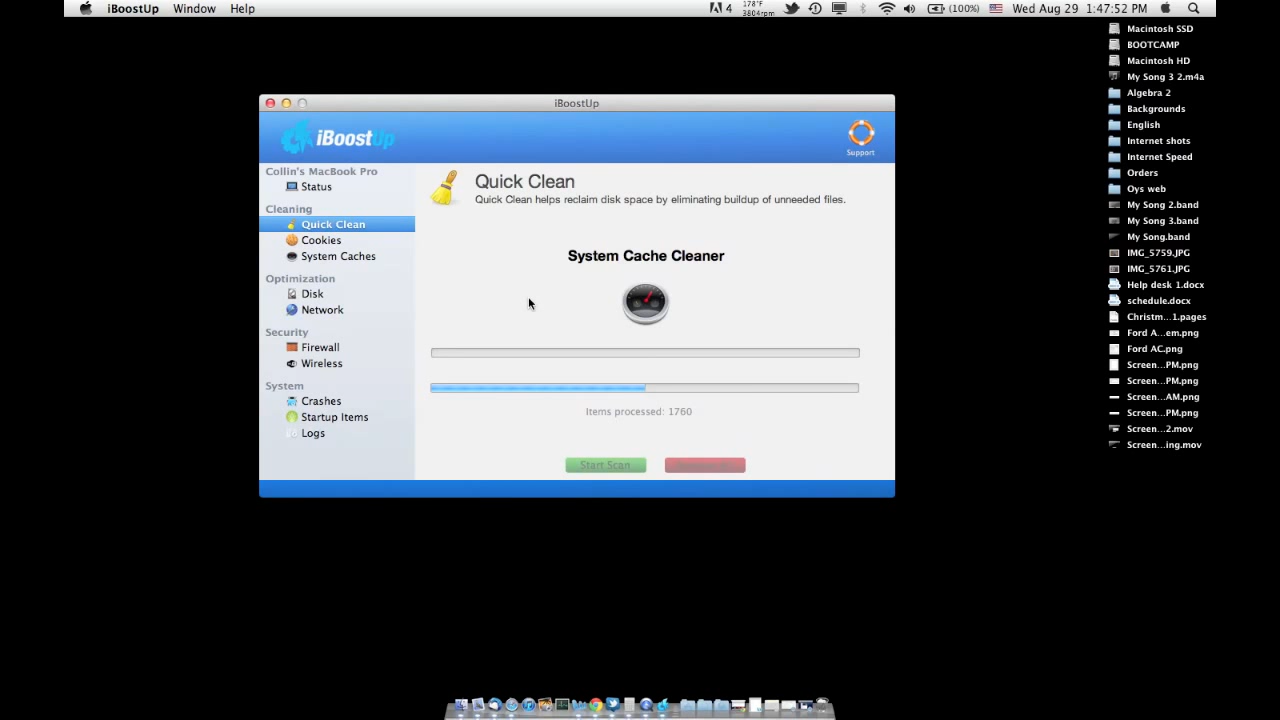 iBoostUp Window Help
4 178°F 3804rpm (100%) Wed Aug 29 1:47:52 PM
Macintosh SSD
BOOTCAMP
Macintosh HD
My Song 3 2.m4a
Algebra 2
Backgrounds
English
Internet shots
Internet Speed
Orders
Oys web
My Song 2.band
My Song 3.band
My Song.band
IMG_5759.JPG
IMG_5761.JPG
Help desk 1.docx
schedule.docx
Christm...1.pages
Ford A...em.png
Ford AC.png
Screen...PM.png
Screen...PM.png
Screen...AM.png
Screen...PM.png
Screen...2.mov
Screen...ing.mov
iBoostUp
iBoostUp
Support
Collin's MacBook Pro
Status
Cleaning
Quick Clean
Cookies
System Caches
Optimization
Disk
Network
Security
Firewall
Wireless
System
Crashes
Startup Items
Logs
Quick Clean
Quick Clean helps reclaim disk space by eliminating buildup of unneeded files.
System Cache Cleaner
Items processed: 1760
Start Scan